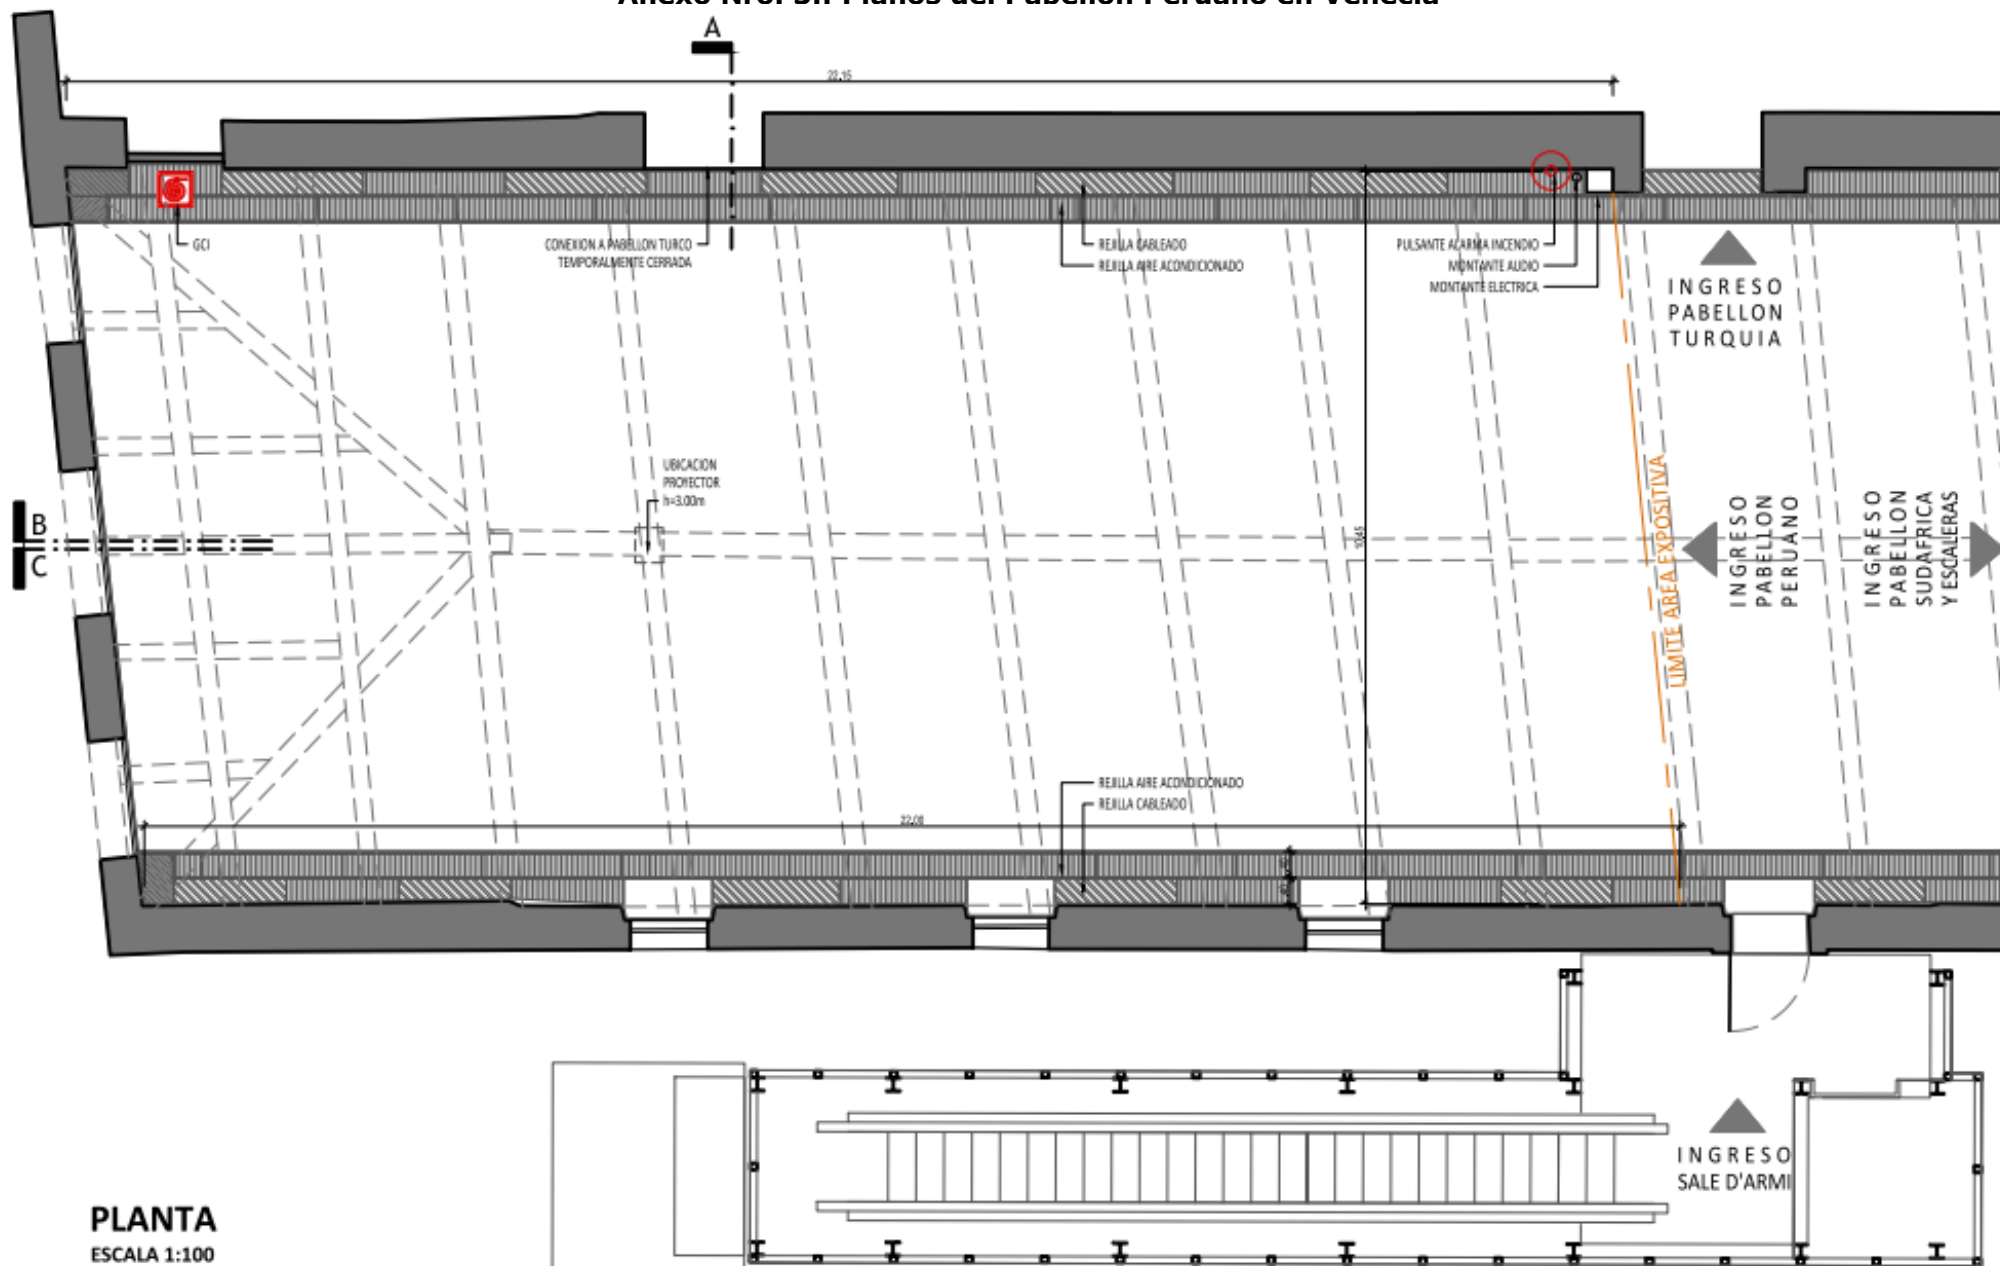 Anexo Nro. 3.. Planos del Pabellón Peruano en Venecia
A
22.15
GCI
CONEXION A PABELLON TURCO
TEMPORALMENTE CERRADA
REJILLA CABLEADO
REJILLA AIRE ACONDICIONADO
PULSANTE ALARMA INCENDIO
MONTANTE AUDIO
MONTANTE ELECTRICA
INGRESO
PABELLON
TURQUIA
UBICACION
PROYECTOR
h=3.00m
B
C
10.45
LIMITE AREA EXPOSITIVA
INGRESO
PABELLON
PERUANO
INGRESO
PABELLON
SUDAFRICA
Y ESCALERAS
REJILLA AIRE ACONDICIONADO
REJILLA CABLEADO
22.00
INGRESO
SALE D'ARMI
PLANTA
ESCALA 1:100